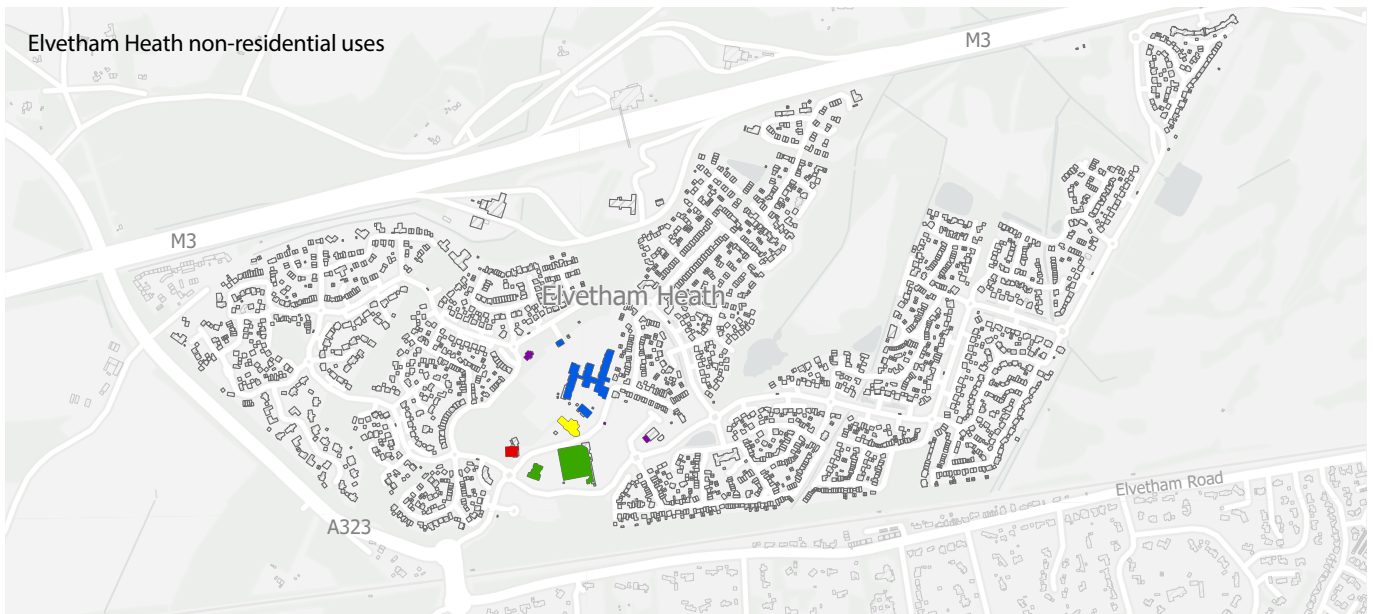 Elvetham Heath non-residential uses
M3
M3
Elvetham Heath
Elvetham Road
A323